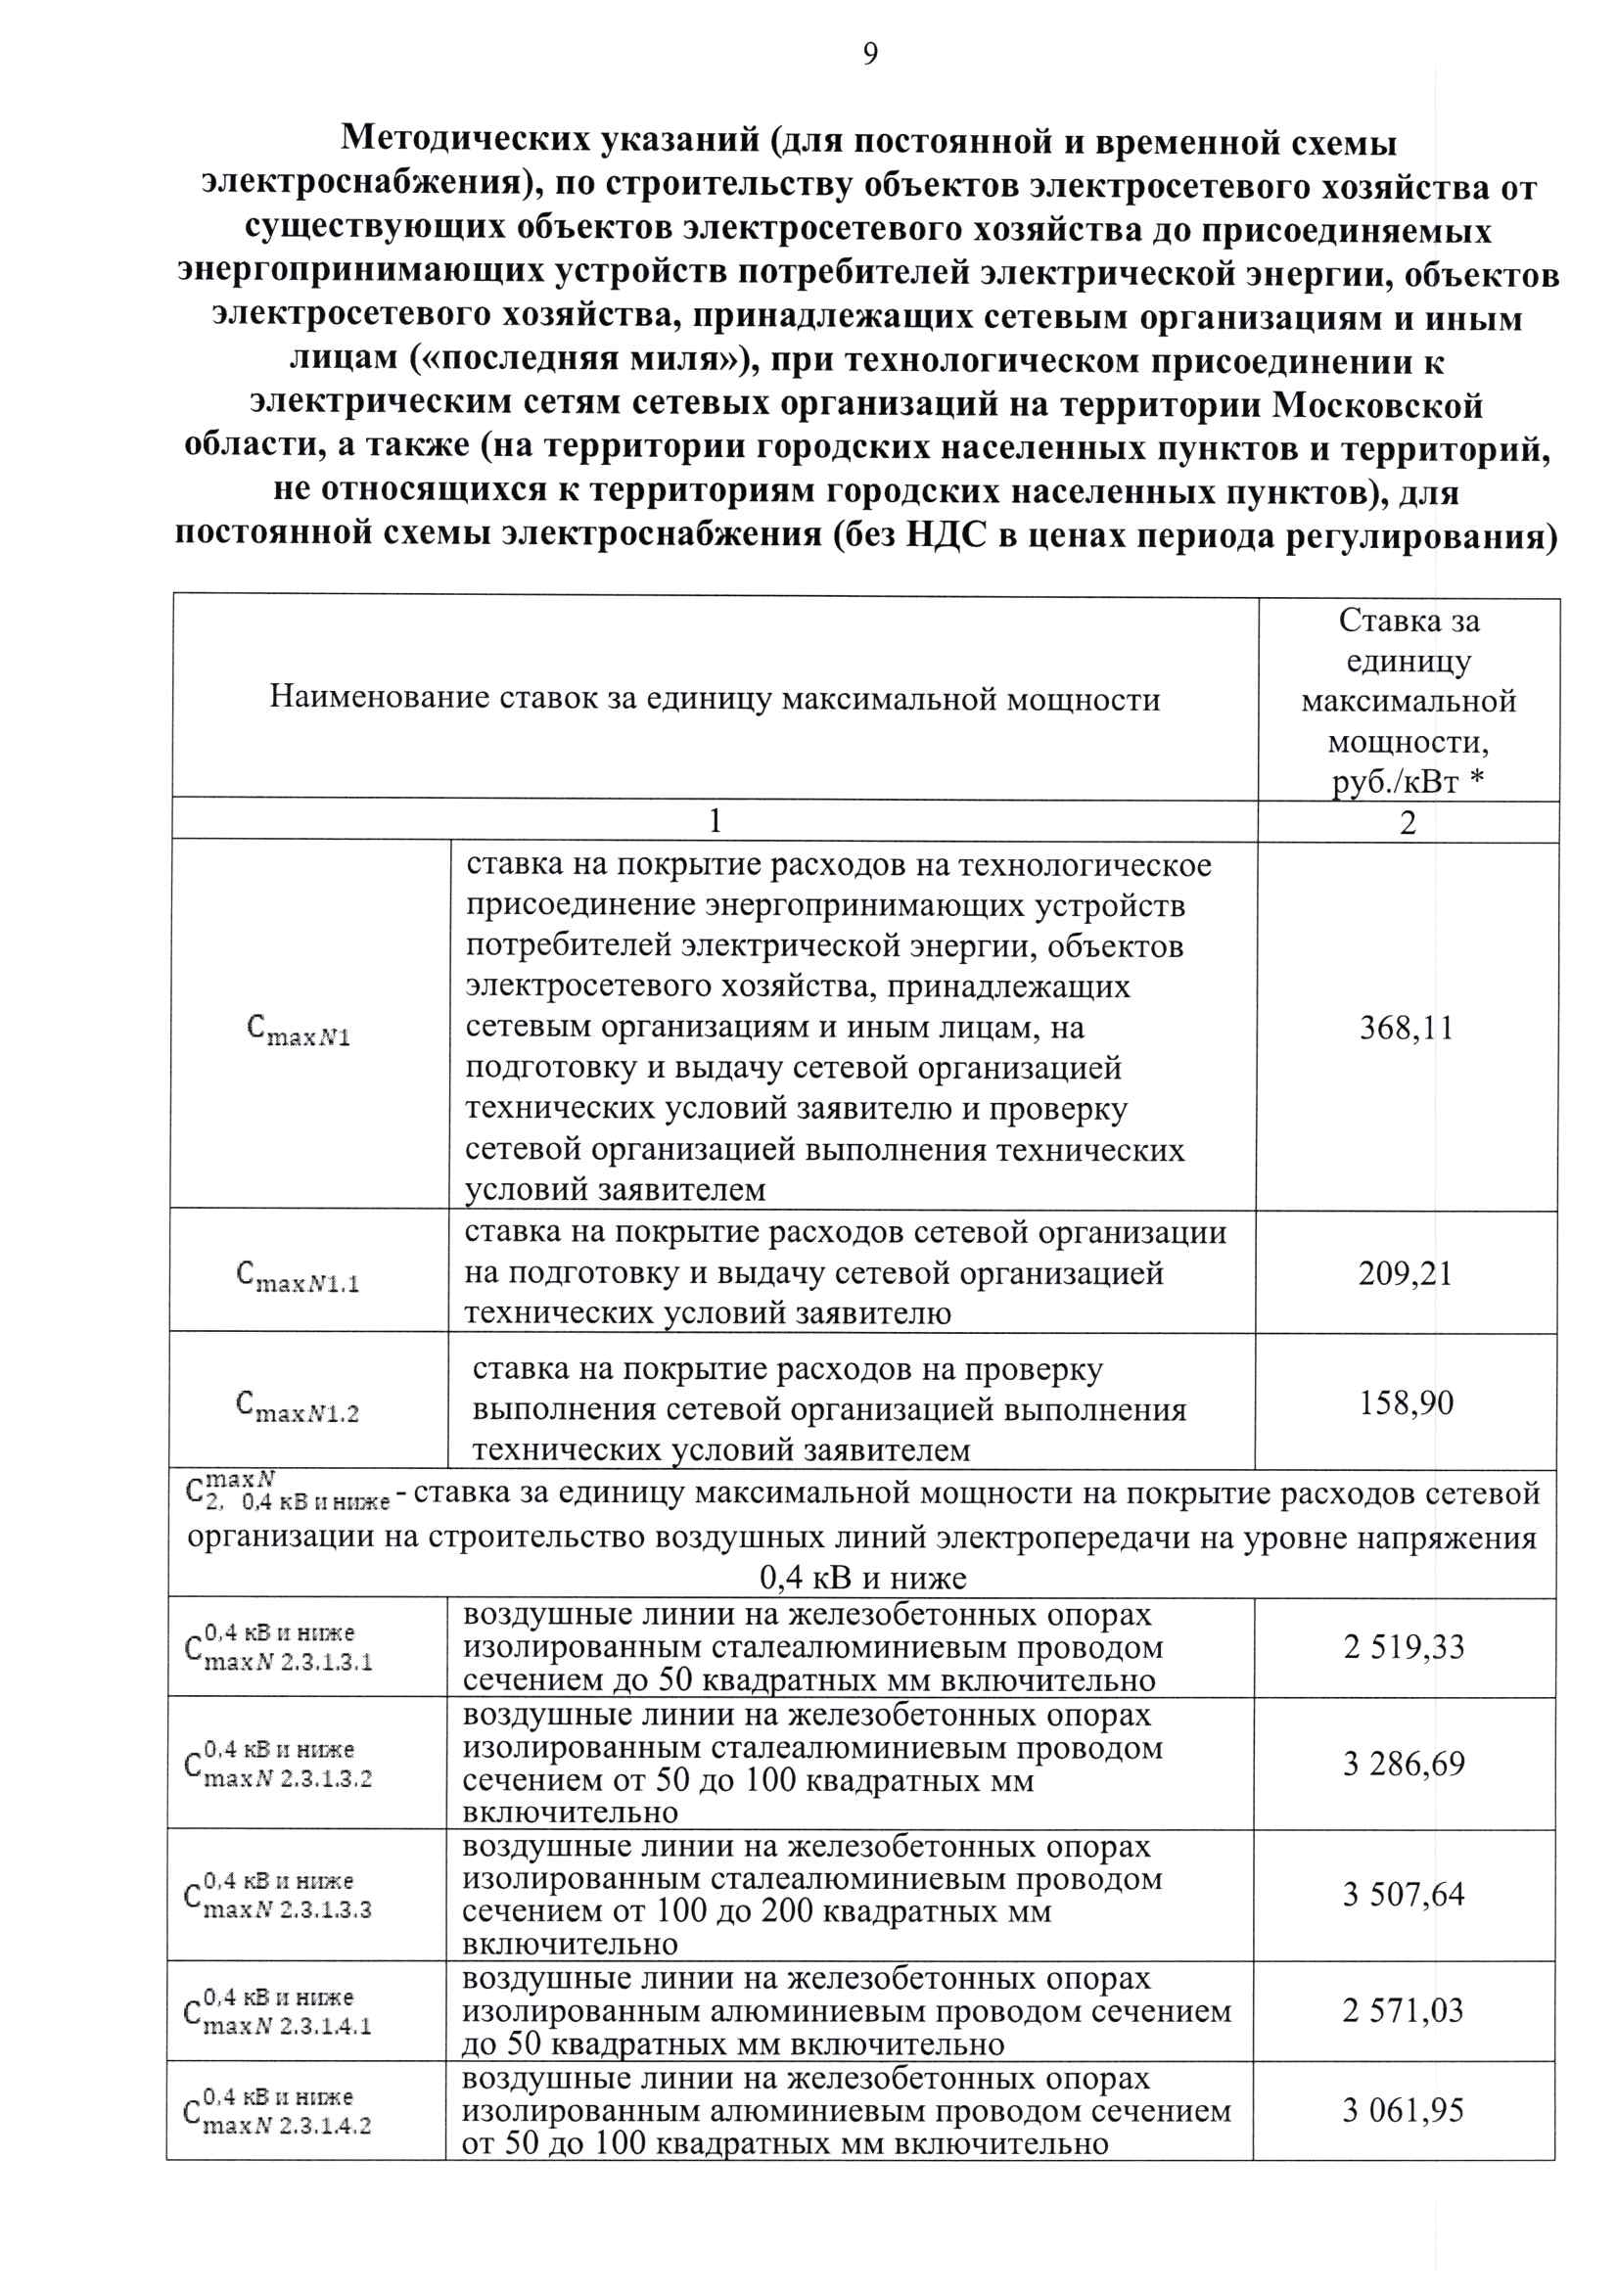 9
Методических указаний (для постоянной и временной схемы
электроснабжения), по строительству объектов электросетевого хозяйства от
существующих объектов электросетевого хозяйства до присоединяемых
энергопринимающих устройств потребителей электрической энергии, объектов
электросетевого хозяйства, принадлежащих сетевым организациям и иным
лицам («последняя миля»), при технологическом присоединении к
электрическим сетям сетевых организаций на территории Московской
области, а также (на территории городских населенных пунктов и территорий,
не относящихся к территориям городских населенных пунктов), для
постоянной схемы электроснабжения (без НДС в ценах периода регулирования)
Наименование ставок за единицу максимальной мощности
Ставка за
единицу
максимальной
мощности,
руб./кВт *
1
2
C maxN1
ставка на покрытие расходов на технологическое
присоединение энергопринимающих устройств
потребителей электрической энергии, объектов
электросетевого хозяйства, принадлежащих
сетевым организациям и иным лицам, на
подготовку и выдачу сетевой организацией
технических условий заявителю и проверку
сетевой организацией выполнения технических
условий заявителем
368,11
C maxN1.1
ставка на покрытие расходов сетевой организации
на подготовку и выдачу сетевой организацией
технических условий заявителю
209,21
C maxN1.2
ставка на покрытие расходов на проверку
выполнения сетевой организацией выполнения
технических условий заявителем
158,90
C maxN 2, 0,4 кВ и ниже - ставка за единицу максимальной мощности на покрытие расходов сетевой
организации на строительство воздушных линий электропередачи на уровне напряжения
0,4 кВ и ниже
C 0,4 кВ и ниже
maxN 2.3.1.3.1
воздушные линии на железобетонных опорах
изолированным сталеалюминиевым проводом
сечением до 50 квадратных мм включительно
2 519,33
C 0,4 кВ и ниже
maxN 2.3.1.3.2
воздушные линии на железобетонных опорах
изолированным сталеалюминиевым проводом
сечением от 50 до 100 квадратных мм
включительно
3 286,69
C 0,4 кВ и ниже
maxN 2.3.1.3.3
воздушные линии на железобетонных опорах
изолированным сталеалюминиевым проводом
сечением от 100 до 200 квадратных мм
включительно
3 507,64
C 0,4 кВ и ниже
maxN 2.3.1.4.1
воздушные линии на железобетонных опорах
изолированным алюминиевым проводом сечением
до 50 квадратных мм включительно
2 571,03
C 0,4 кВ и ниже
maxN 2.3.1.4.2
воздушные линии на железобетонных опорах
изолированным алюминиевым проводом сечением
от 50 до 100 квадратных мм включительно
3 061,95